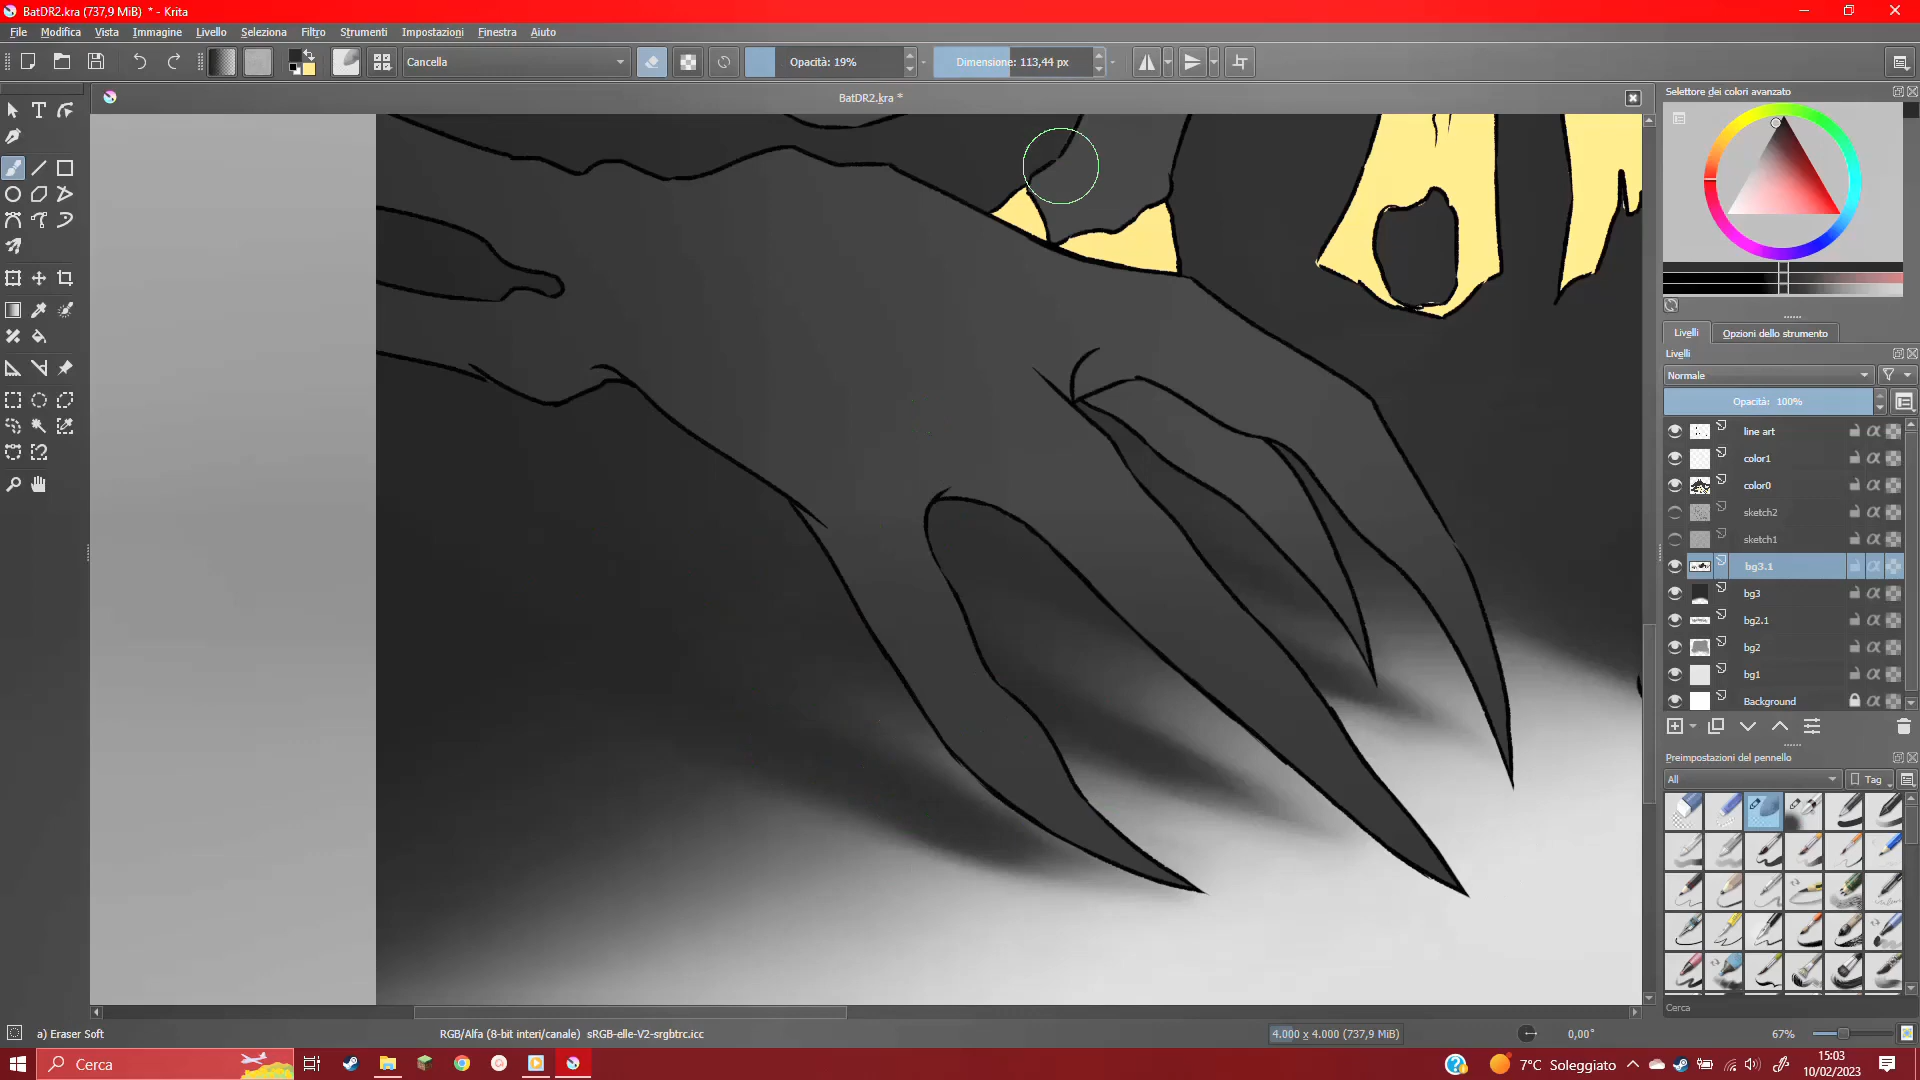 BatDR2.kra (737,9 MiB) * - Krita
File Modifica Vista Immagine Livello Seleziona Filtro Strumenti Impostazioni Finestra Aiuto
Cancella
Opacità: 19%
Dimensione: 113,44 px
BatDR2.kra *
Selettore dei colori avanzato
Livelli
Opzioni dello strumento
Livelli
Normale
Opacità: 100%
line art
color1
color0
sketch2
sketch1
bg3.1
bg3
bg2.1
bg2
bg1
Background
Preimpostazioni del pennello
All
Tag
Cerca
a) Eraser Soft
RGB/Alfa (8-bit interi/canale) sRGB-elle-V2-srgbtrc.icc
4.000 x 4.000 (737,9 MiB)
0,00°
67%
Cerca
7°C Soleggiato
15:03
10/02/2023